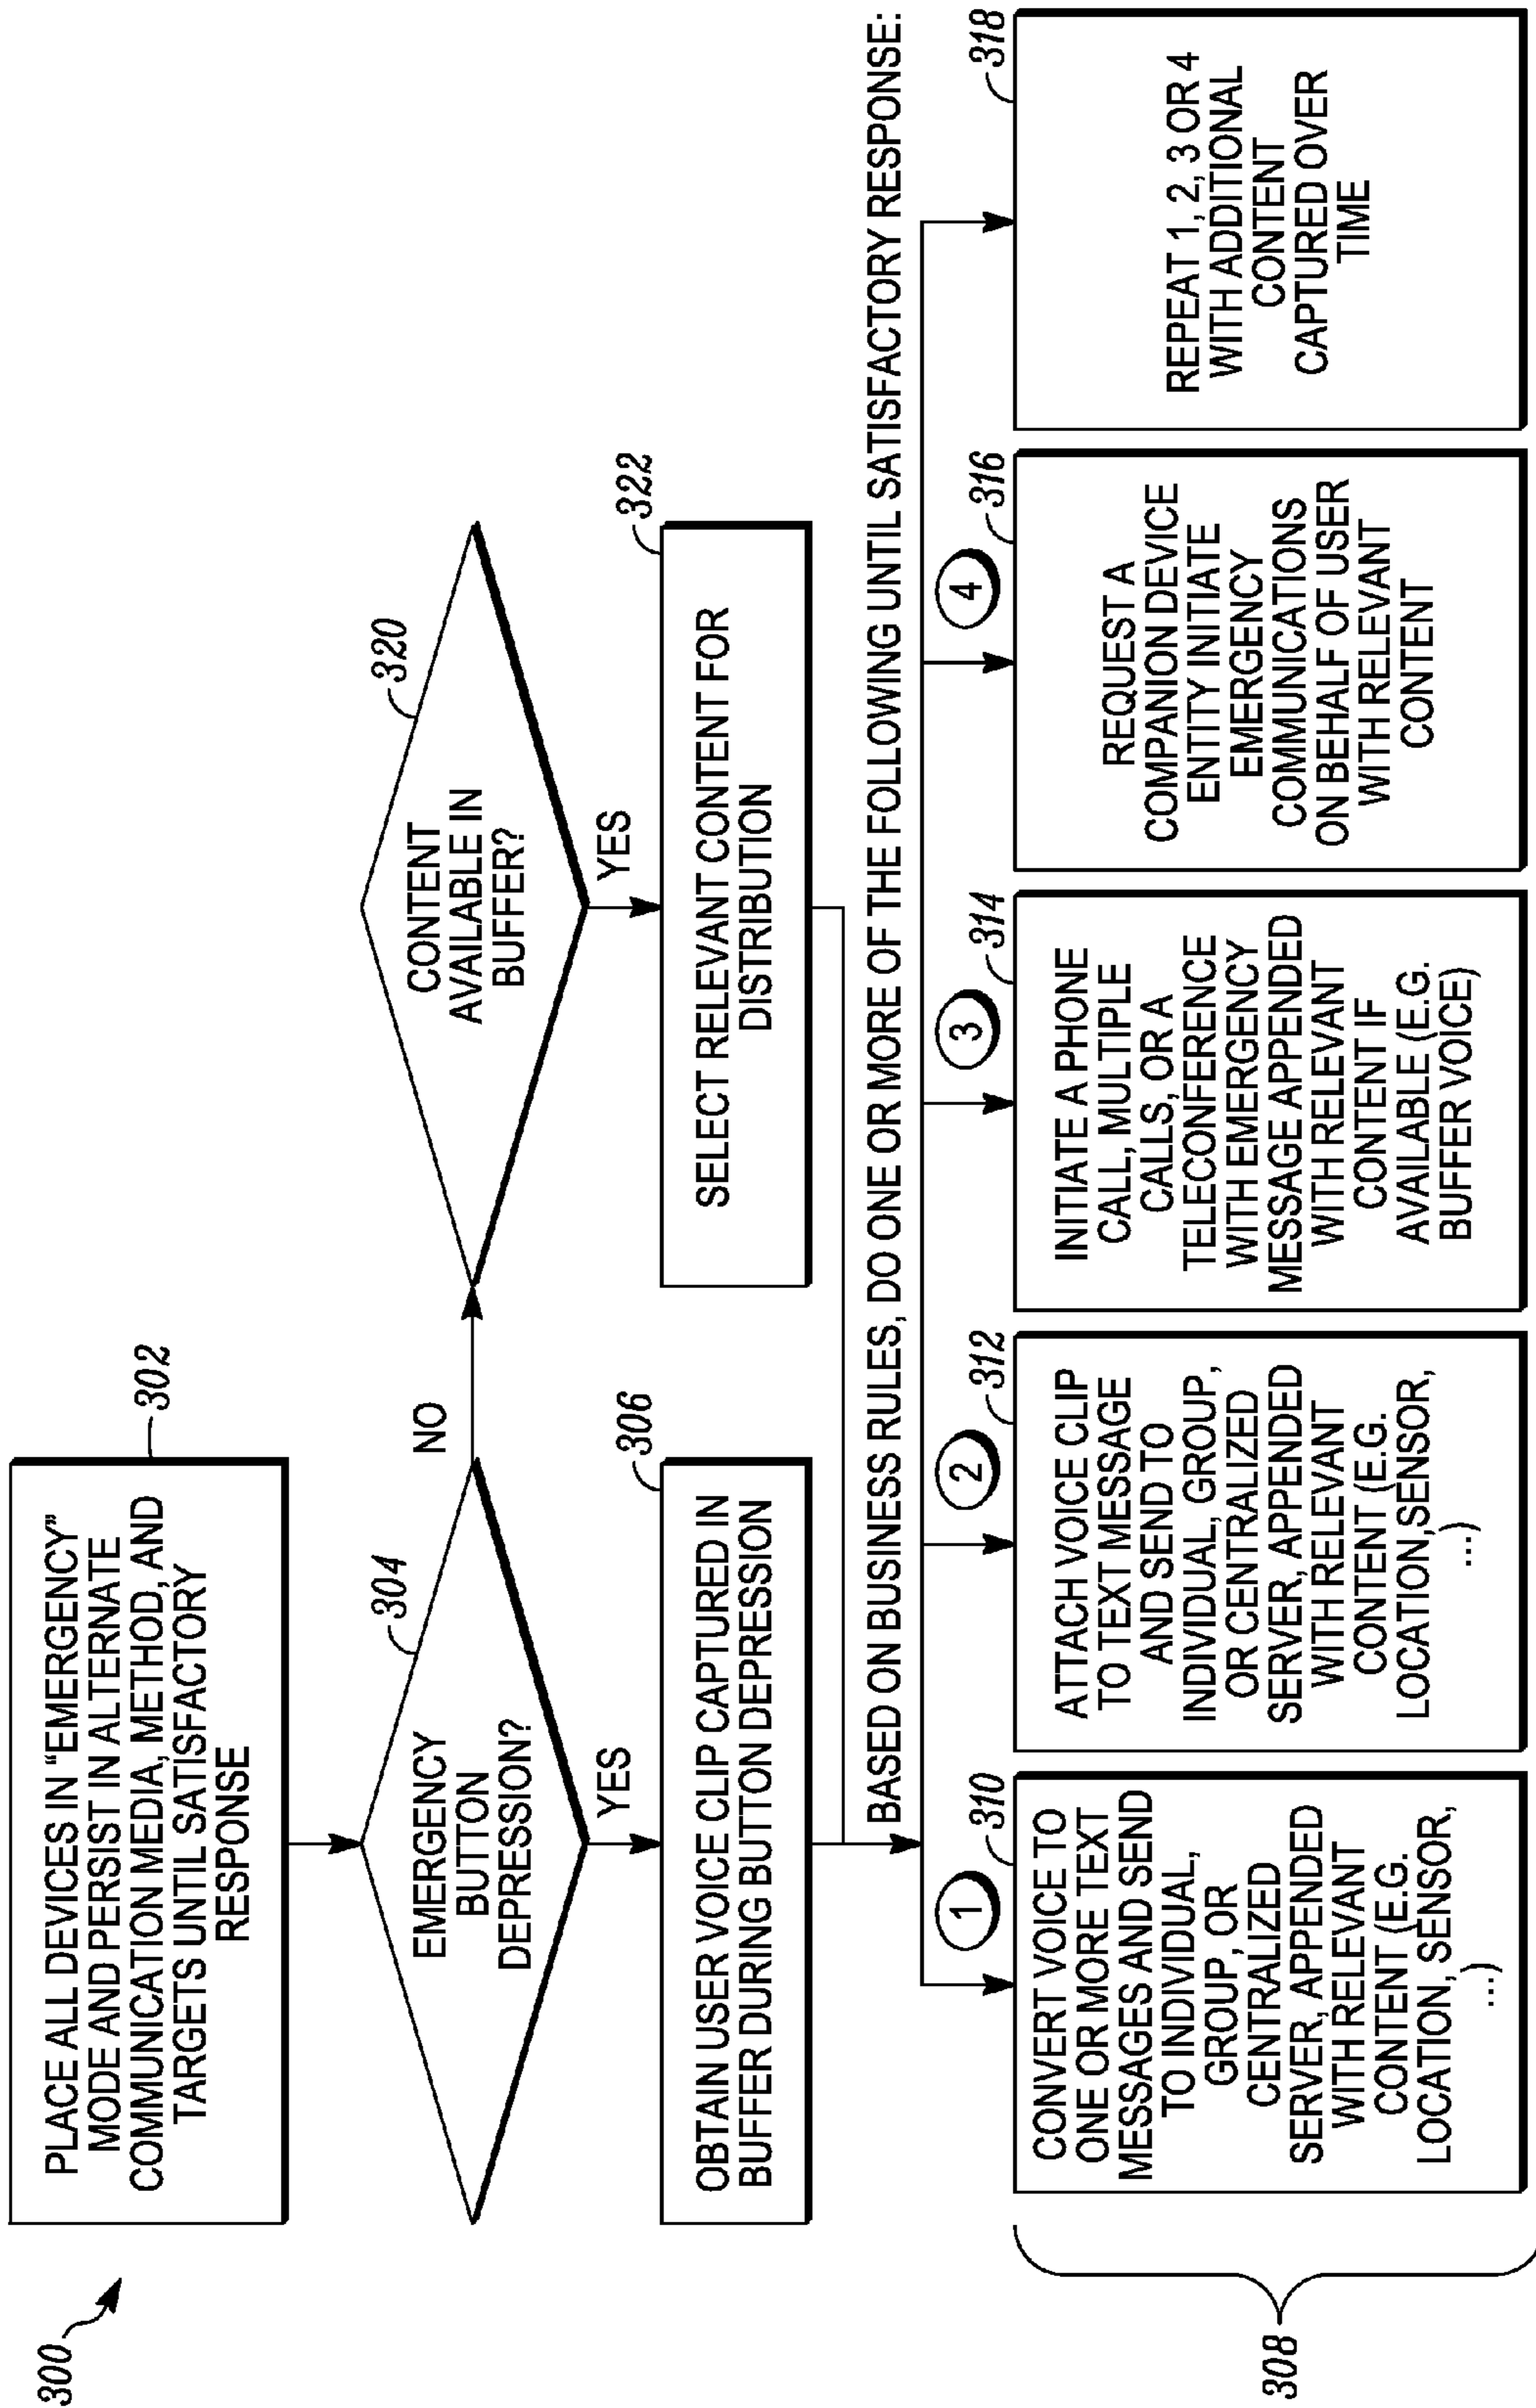 300
PLACE ALL DEVICES IN “EMERGENCY”
MODE AND PERSIST IN ALTERNATE
COMMUNICATION MEDIA, METHOD, AND
TARGETS UNTIL SATISFACTORY
RESPONSE
302
EMERGENCY
BUTTON
DEPRESSION?
304
NO
CONTENT
AVAILABLE IN
BUFFER?
320
YES
YES
OBTAIN USER VOICE CLIP CAPTURED IN
BUFFER DURING BUTTON DEPRESSION
306
SELECT RELEVANT CONTENT FOR
DISTRIBUTION
322
BASED ON BUSINESS RULES, DO ONE OR MORE OF THE FOLLOWING UNTIL SATISFACTORY RESPONSE:
308
1
310
CONVERT VOICE TO
ONE OR MORE TEXT
MESSAGES AND SEND
TO INDIVIDUAL,
GROUP, OR
CENTRALIZED
SERVER, APPENDED
WITH RELEVANT
CONTENT (E.G.
LOCATION, SENSOR,
...)
2
312
ATTACH VOICE CLIP
TO TEXT MESSAGE
AND SEND TO
INDIVIDUAL, GROUP,
OR CENTRALIZED
SERVER, APPENDED
WITH RELEVANT
CONTENT (E.G.
LOCATION,SENSOR,
...)
3
314
INITIATE A PHONE
CALL, MULTIPLE
CALLS, OR A
TELECONFERENCE
WITH EMERGENCY
MESSAGE APPENDED
WITH RELEVANT
CONTENT IF
AVAILABLE (E.G.
BUFFER VOICE)
4
316
REQUEST A
COMPANION DEVICE
ENTITY INITIATE
EMERGENCY
COMMUNICATIONS
ON BEHALF OF USER
WITH RELEVANT
CONTENT
318
REPEAT 1, 2, 3 OR 4
WITH ADDITIONAL
CONTENT
CAPTURED OVER
TIME